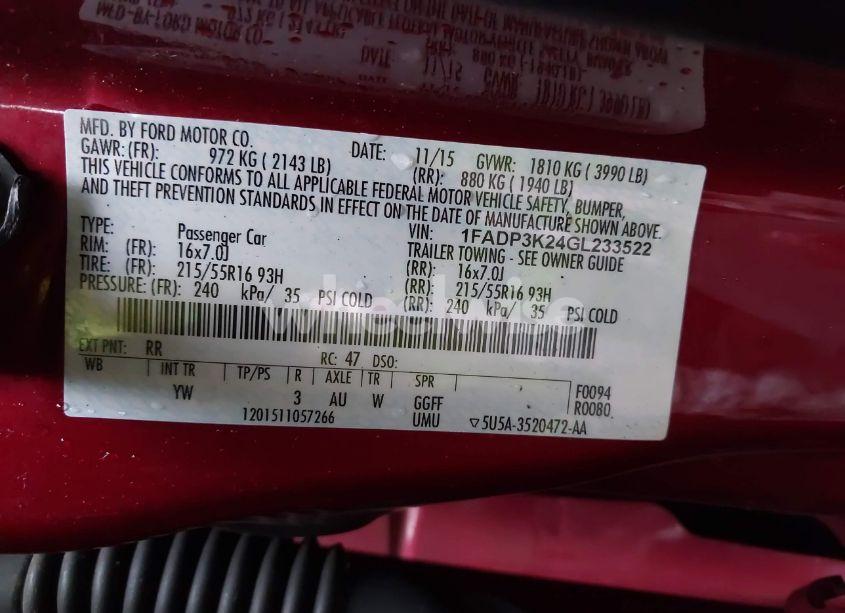 MFD. BY FORD MOTOR CO.
DATE: 11/15 GVWR: 1810 KG ( 3990 LB)
GAWR: (FR): 972 KG ( 2143 LB) (RR): 880 KG ( 1940 LB)
THIS VEHICLE CONFORMS TO ALL APPLICABLE FEDERAL MOTOR VEHICLE SAFETY, BUMPER,
AND THEFT PREVENTION STANDARDS IN EFFECT ON THE DATE OF MANUFACTURE SHOWN ABOVE.
VIN: 1FADP3K24GL233522
TYPE: Passenger Car TRAILER TOWING - SEE OWNER GUIDE
RIM: (FR): 16x7.0J (RR): 16x7.0J
TIRE: (FR): 215/55R16 93H (RR): 215/55R16 93H
PRESSURE: (FR): 240 kPa/ 35 PSI COLD (RR): 240 kPa/ 35 PSI COLD
EXT PNT: RR RC: 47 DSO:
WB INT TR TP/PS R AXLE TR SPR
YW 3 AU W GGFF F0094
UMU R0080
1201511057266 ▽5U5A-3520472-AA